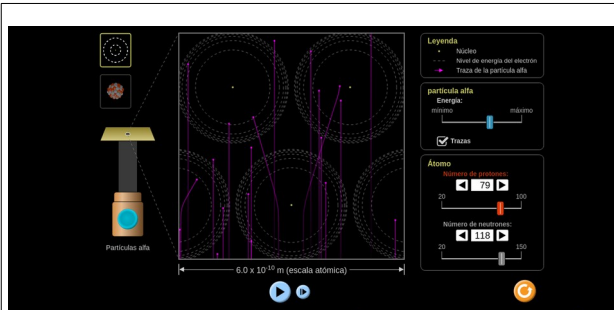 Leyenda
Núcleo
Nivel de energía del electrón
Traza de la partícula alfa
partícula alfa
Energía:
mínimo máximo
Trazas
Átomo
Número de protones:
79
20 100
Número de neutrones:
118
20 150
Partículas alfa
6.0 x 10⁻¹⁰ m (escala atómica)